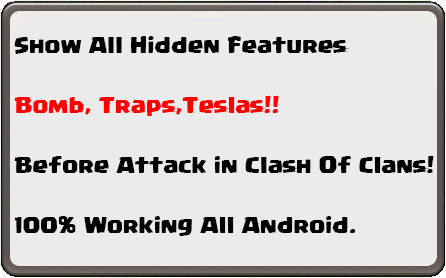 Show All Hidden Features
Bomb, Traps,Teslas!!
Before Attack in Clash Of Clans!
100% Working All Android.